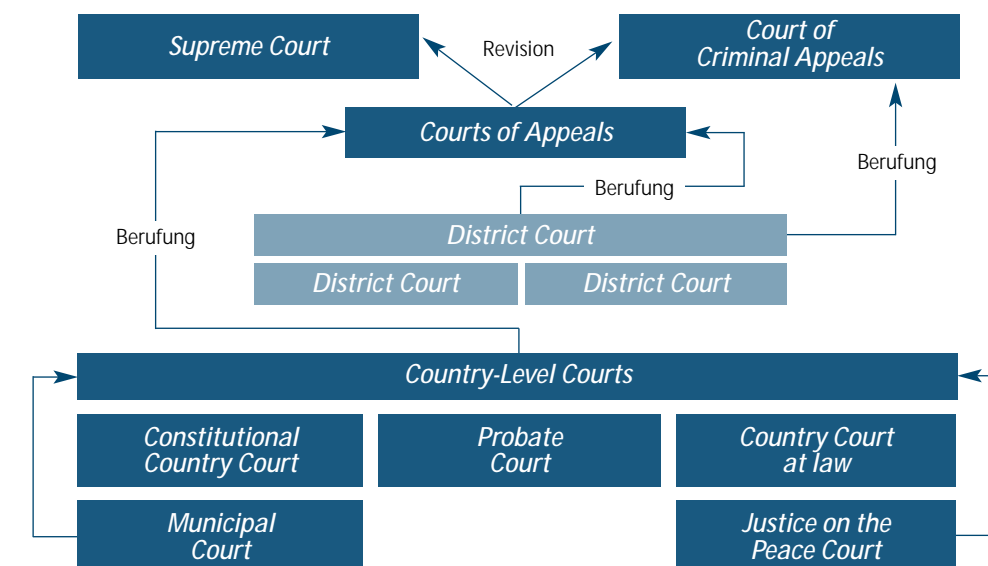 Supreme Court
Revision
Court of
Criminal Appeals
Courts of Appeals
Berufung
Berufung
Berufung
District Court
District Court
District Court
Country-Level Courts
Constitutional
Country Court
Probate
Court
Country Court
at law
Municipal
Court
Justice on the
Peace Court